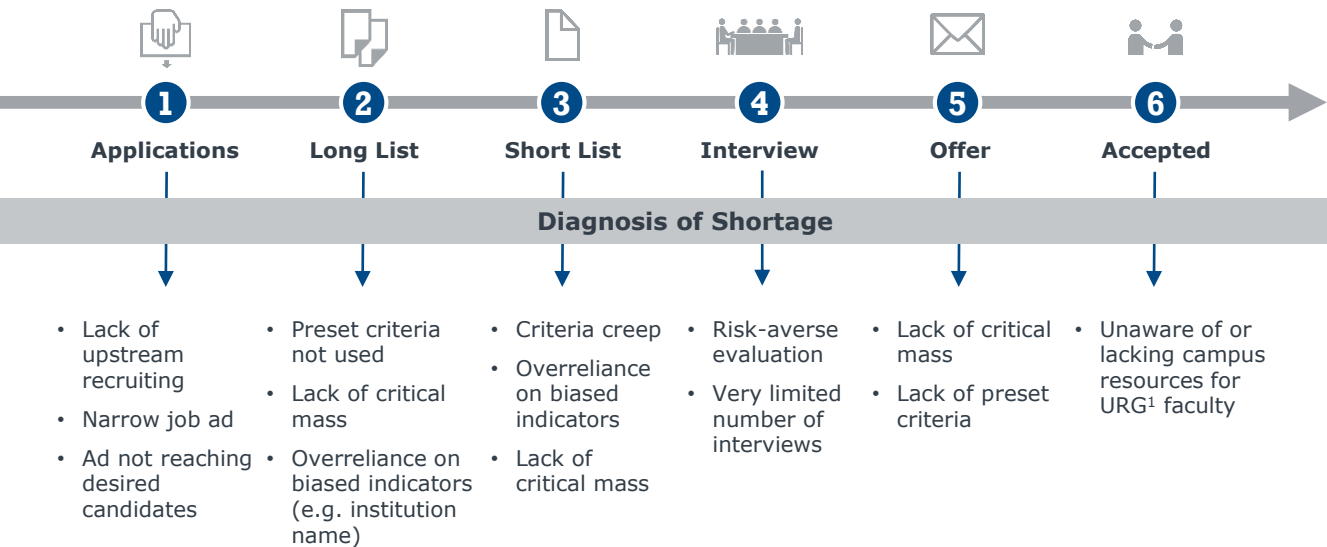 1
2
3
4
5
6
Applications
Long List
Short List
Interview
Offer
Accepted
Diagnosis of Shortage
• Lack of
upstream
recruiting
• Narrow job ad
• Ad not reaching
desired
candidates
• Preset criteria
not used
• Lack of critical
mass
• Overreliance on
biased indicators
(e.g. institution
name)
• Criteria creep
• Overreliance
on biased
indicators
• Lack of
critical mass
• Risk-averse
evaluation
• Very limited
number of
interviews
• Lack of critical
mass
• Lack of preset
criteria
• Unaware of or
lacking campus
resources for
URG¹ faculty